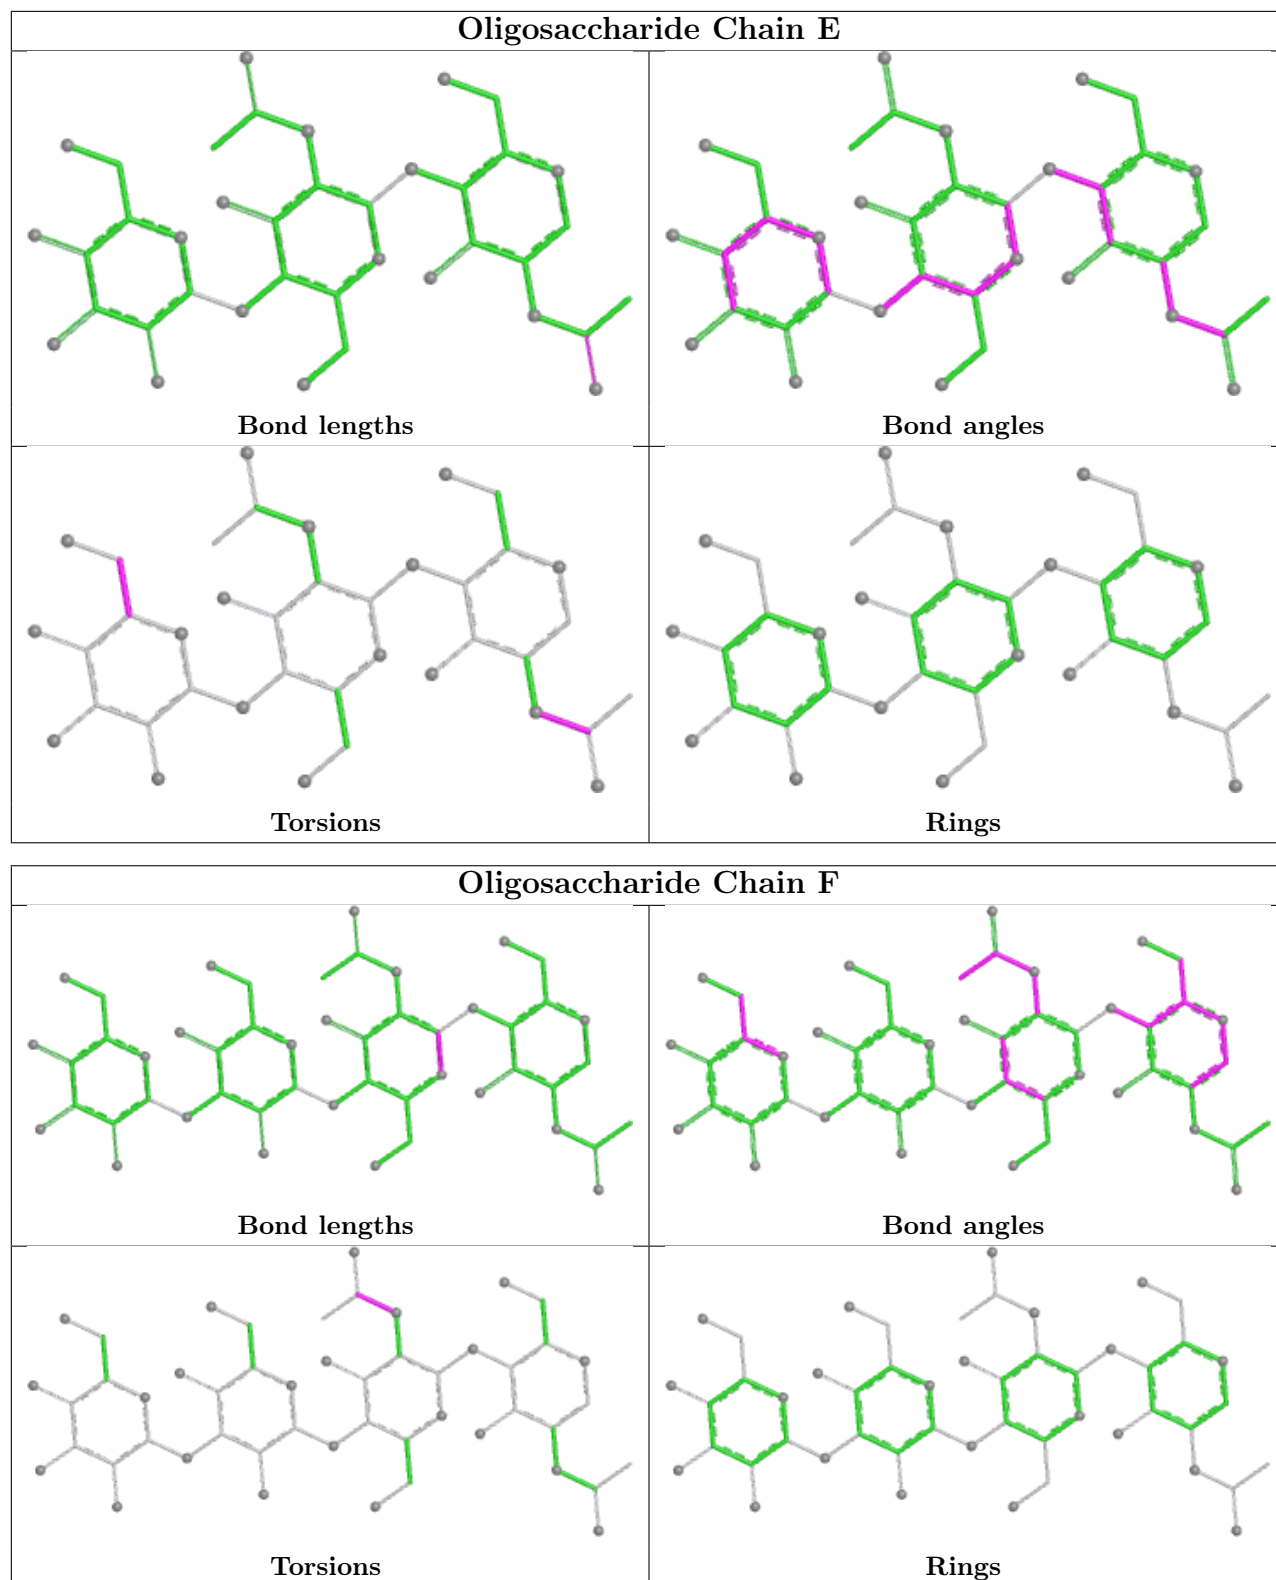 Oligosaccharide Chain E
Bond lengths
Bond angles
Torsions
Rings
Oligosaccharide Chain F
Bond lengths
Bond angles
Torsions
Rings